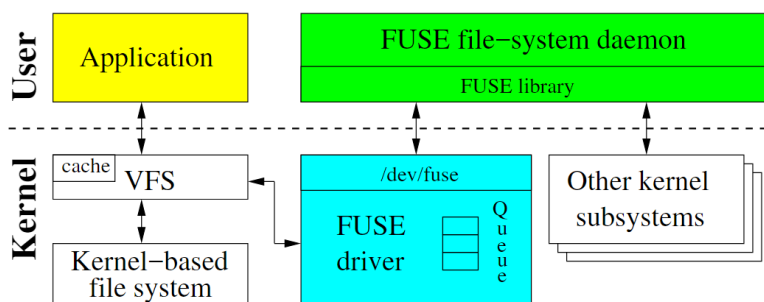 User
Application
FUSE file-system daemon
FUSE library
Kernel
cache
VFS
Kernel-based
file system
/dev/fuse
FUSE
driver
Queue
Other kernel
subsystems